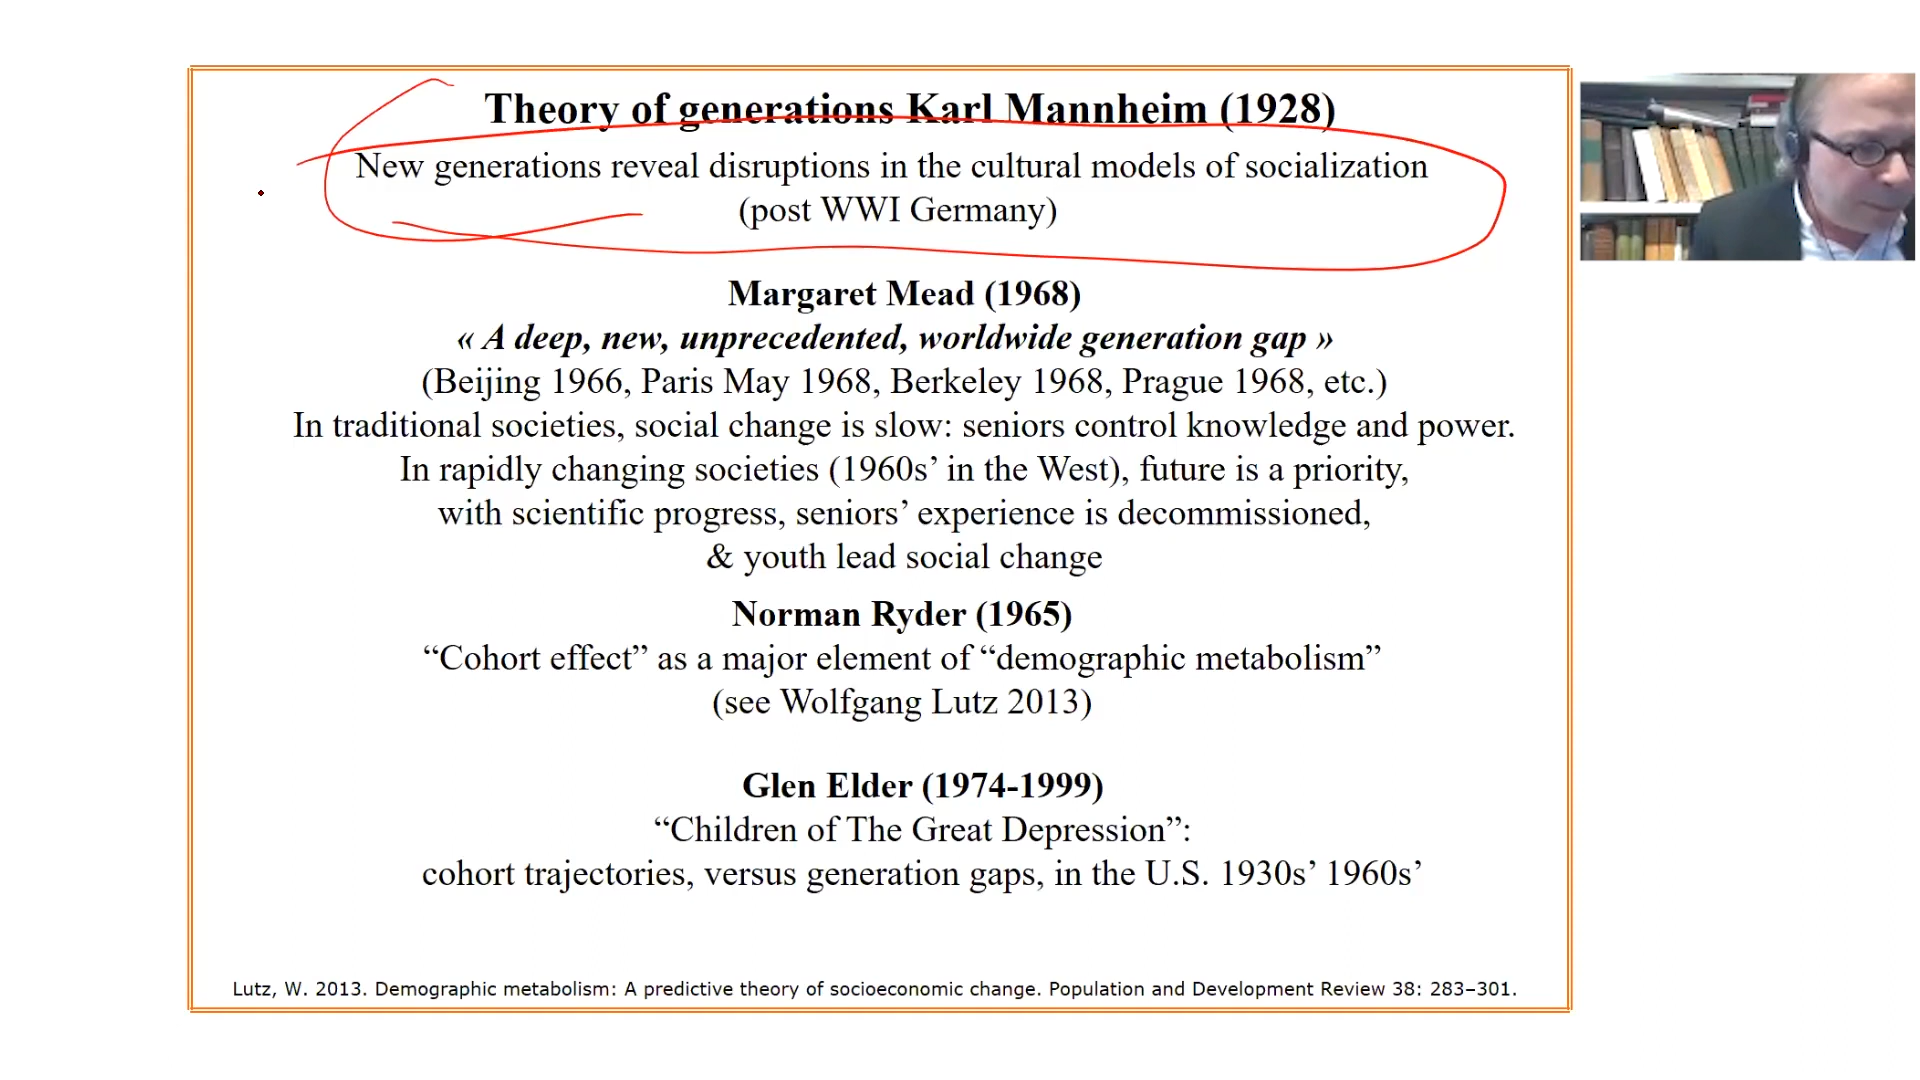 Theory of generations Karl Mannheim (1928)
New generations reveal disruptions in the cultural models of socialization
(post WWI Germany)
Margaret Mead (1968)
« A deep, new, unprecedented, worldwide generation gap »
(Beijing 1966, Paris May 1968, Berkeley 1968, Prague 1968, etc.)
In traditional societies, social change is slow: seniors control knowledge and power.
In rapidly changing societies (1960s’ in the West), future is a priority,
with scientific progress, seniors’ experience is decommissioned,
& youth lead social change
Norman Ryder (1965)
“Cohort effect” as a major element of “demographic metabolism”
(see Wolfgang Lutz 2013)
Glen Elder (1974-1999)
“Children of The Great Depression”:
cohort trajectories, versus generation gaps, in the U.S. 1930s’ 1960s’
Lutz, W. 2013. Demographic metabolism: A predictive theory of socioeconomic change. Population and Development Review 38: 283–301.